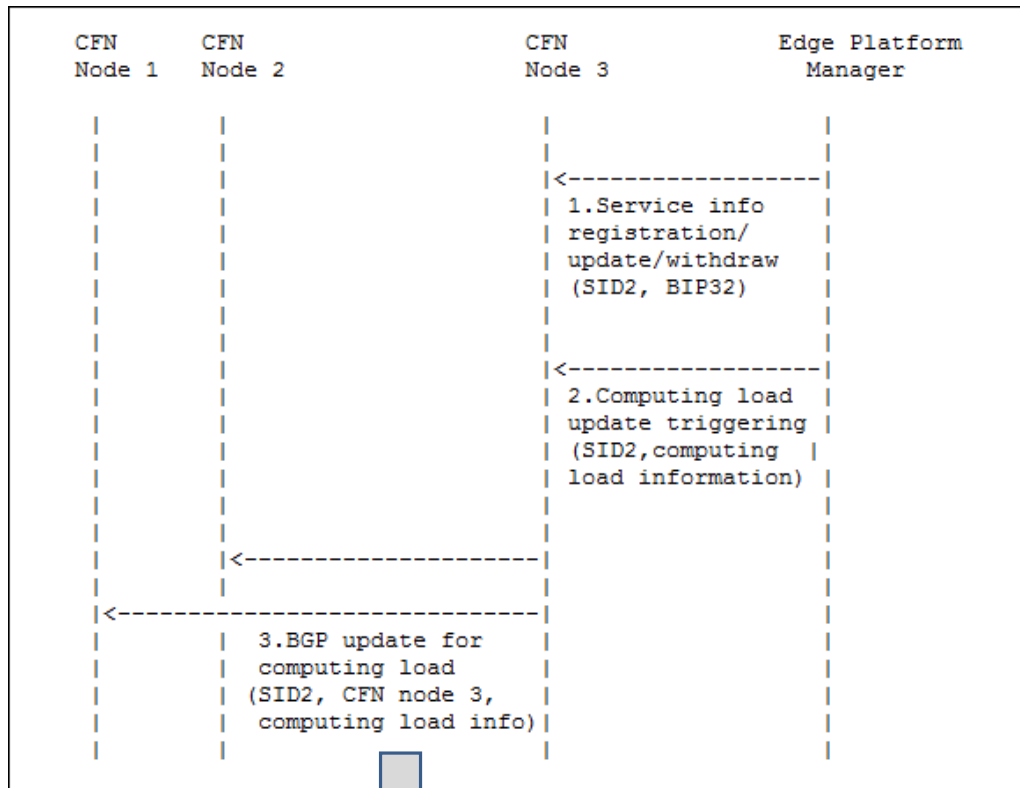 CFN CFN CFN Edge Platform
Node 1 Node 2 Node 3 Manager
1.Service info
registration/
update/withdraw
(SID2, BIP32)
2.Computing load
update triggering
(SID2,computing
load information)
3.BGP update for
computing load
(SID2, CFN node 3,
computing load info)